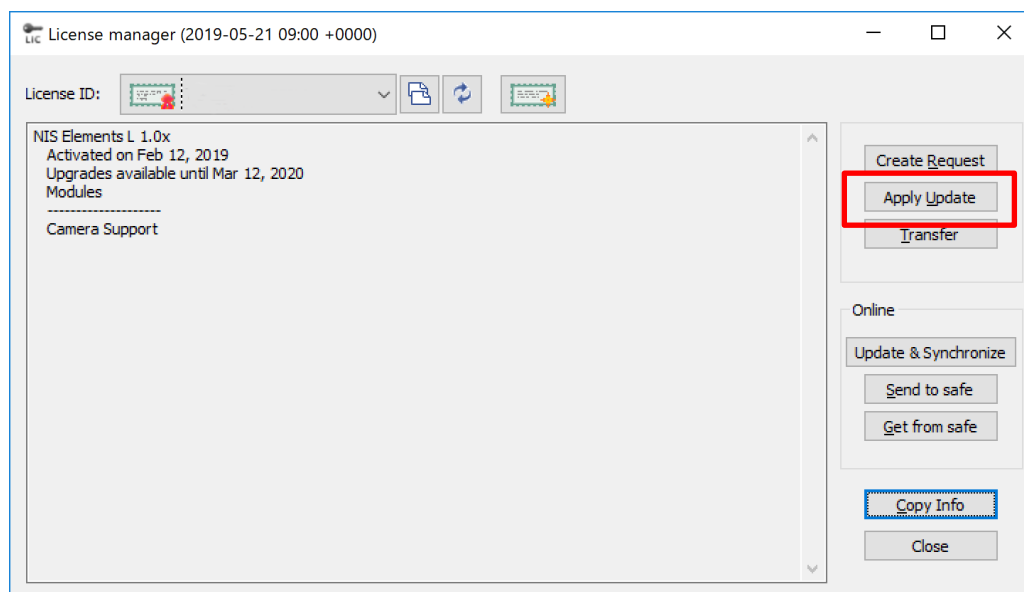 LIC License manager (2019-05-21 09:00 +0000)
License ID:
NIS Elements L 1.0x
Activated on Feb 12, 2019
Upgrades available until Mar 12, 2020
Modules
--------------------
Camera Support
Create Request
Apply Update
Transfer
Online
Update & Synchronize
Send to safe
Get from safe
Copy Info
Close